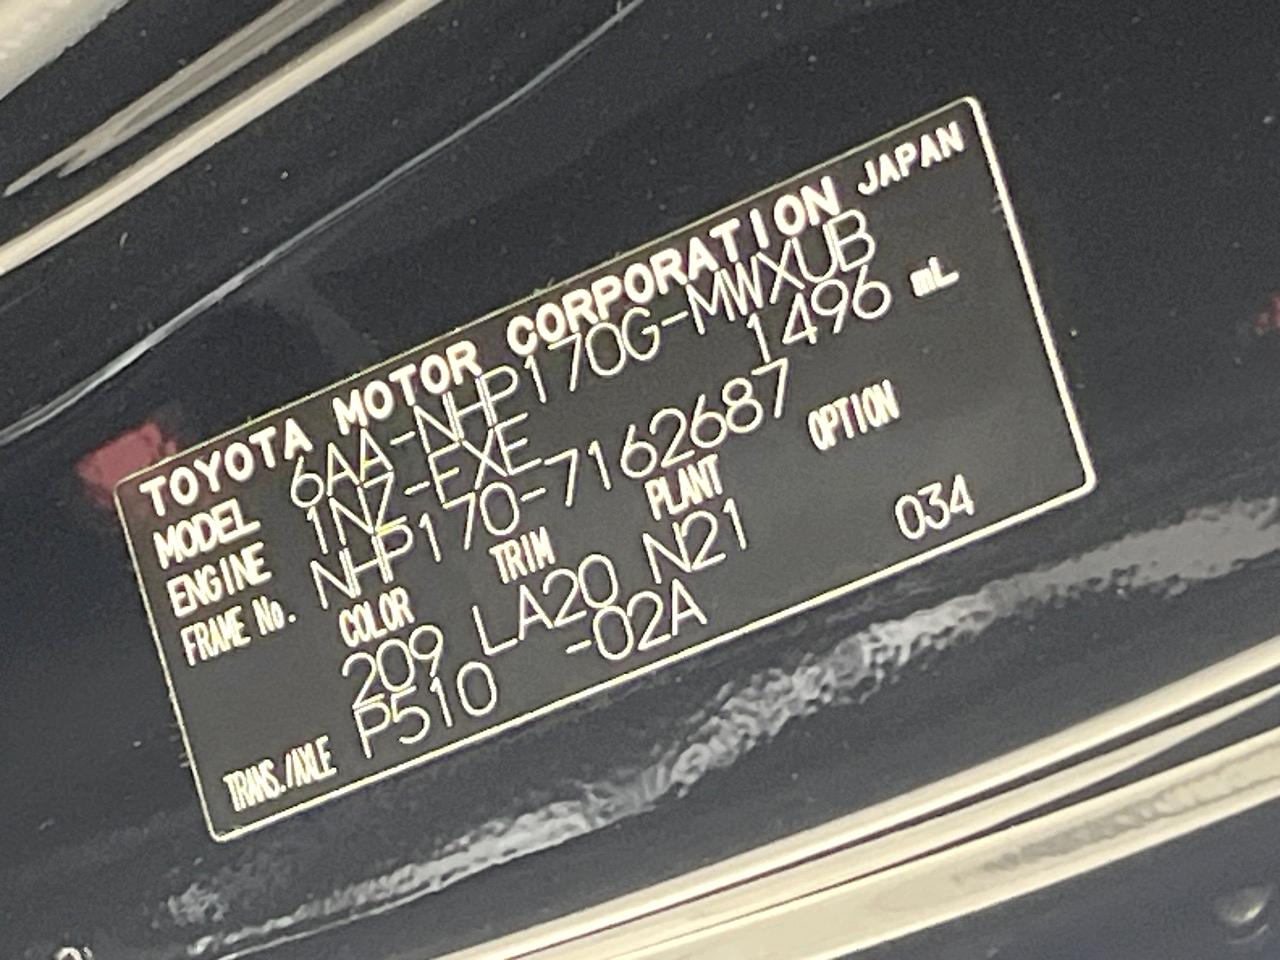 TOYOTA MOTOR CORPORATION JAPAN
MODEL 6AA-NHP170G-MWXUB
ENGINE 1NZ-EXE 1496 mL
FRAME No. NHP170-7162687
COLOR TRIM PLANT OPTION
209 LA20 N21 034
TRANS./AXLE P510 -02A